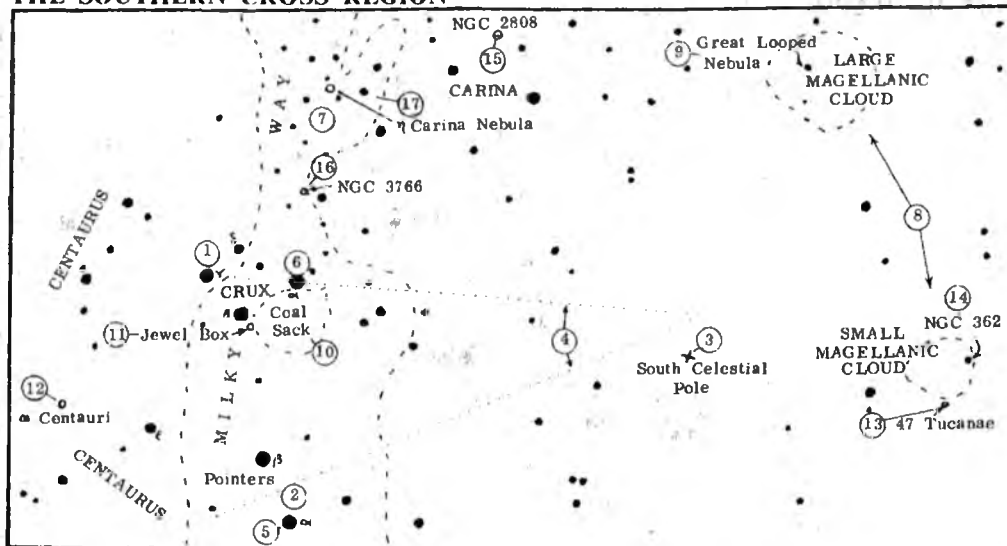 THE SOUTHERN CROSS REGION
NGC 2808
15
CARINA
9 Great Looped
Nebula
LARGE
MAGELLANIC
CLOUD
WAY
7
17
η Carina Nebula
16
NGC 3766
8
CENTAURUS
1
γ
CRUX
6
α
Coal
Sack
10
11 Jewel Box
β
MILKY
4
3
South Celestial
Pole
14
NGC 362
SMALL
MAGELLANIC
CLOUD
13 47 Tucanae
12
ω Centauri
ε
CENTAURUS
β
Pointers
2
5
α